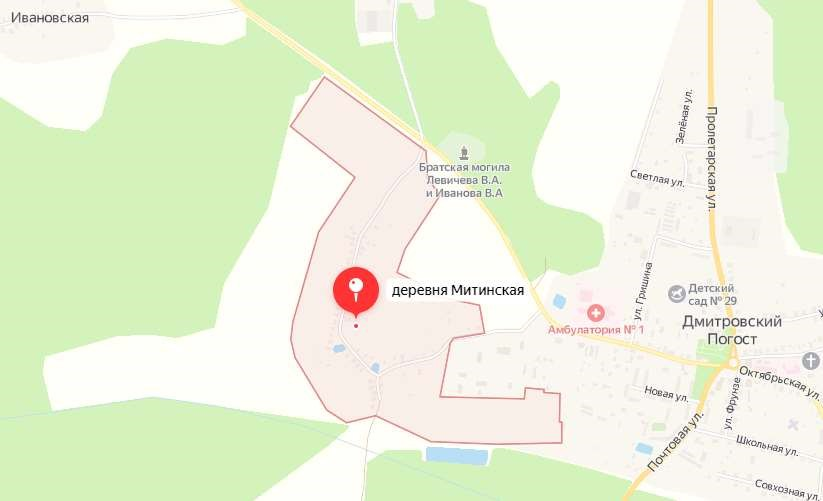 Ивановская
Зелёная ул.
Пролетарская ул.
Братская могила
Левичева В.А.
и Иванова В.А
Светлая ул.
ул. Гришина
деревня Митинская
Детский
сад № 29
Амбулатория № 1
Дмитровский
Погост
Октябрьская ул.
Новая ул.
ул. Фрунзе
Почтовая ул.
Школьная ул.
Совхозная ул.